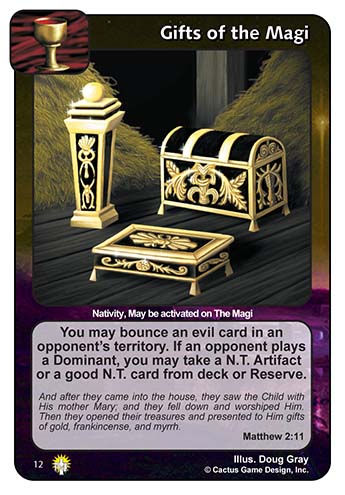 Gifts of the Magi
Nativity, May be activated on The Magi
You may bounce an evil card in an
opponent's territory. If an opponent plays
a Dominant, you may take a N.T. Artifact
or a good N.T. card from deck or Reserve.
And after they came into the house, they saw the Child with
His mother Mary; and they fell down and worshiped Him.
Then they opened their treasures and presented to Him gifts
of gold, frankincense, and myrrh.
Matthew 2:11
12
Illus. Doug Gray
© Cactus Game Design, Inc.